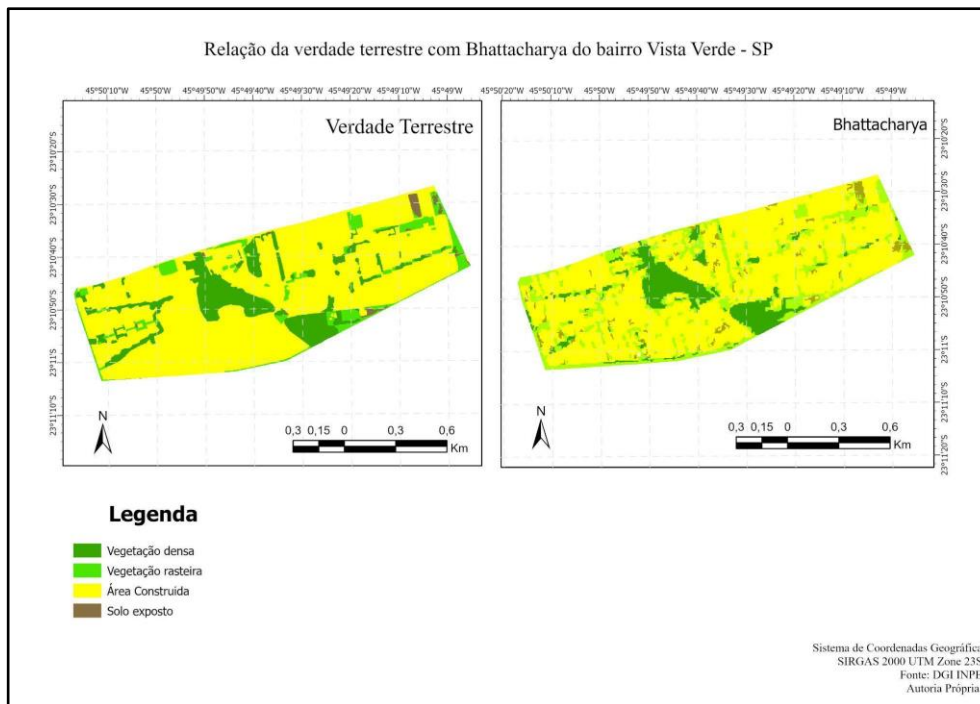 Relação da verdade terrestre com Bhattacharya do bairro Vista Verde - SP
45°50'10"W 45°50'W 45°49'50"W 45°49'40"W 45°49'30"W 45°49'20"W 45°49'10"W 45°49'W
Verdade Terrestre
23°10'20"S
23°10'30"S
23°10'40"S
23°10'50"S
23°11'S
23°11'10"S
N
0,3 0,15 0 0,3 0,6
Km
45°50'20"W 45°50'10"W 45°50'W 45°49'50"W 45°49'40"W 45°49'30"W 45°49'20"W 45°49'10"W 45°49'W
Bhattacharya
23°10'20"S
23°10'30"S
23°10'40"S
23°10'50"S
23°11'S
23°11'10"S
23°11'20"S
N
0,3 0,15 0 0,3 0,6
Km
Legenda
Vegetação densa
Vegetação rasteira
Área Construida
Solo exposto
Sistema de Coordenadas Geográfica
SIRGAS 2000 UTM Zone 23S
Fonte: DGI INPE
Autoria Própria